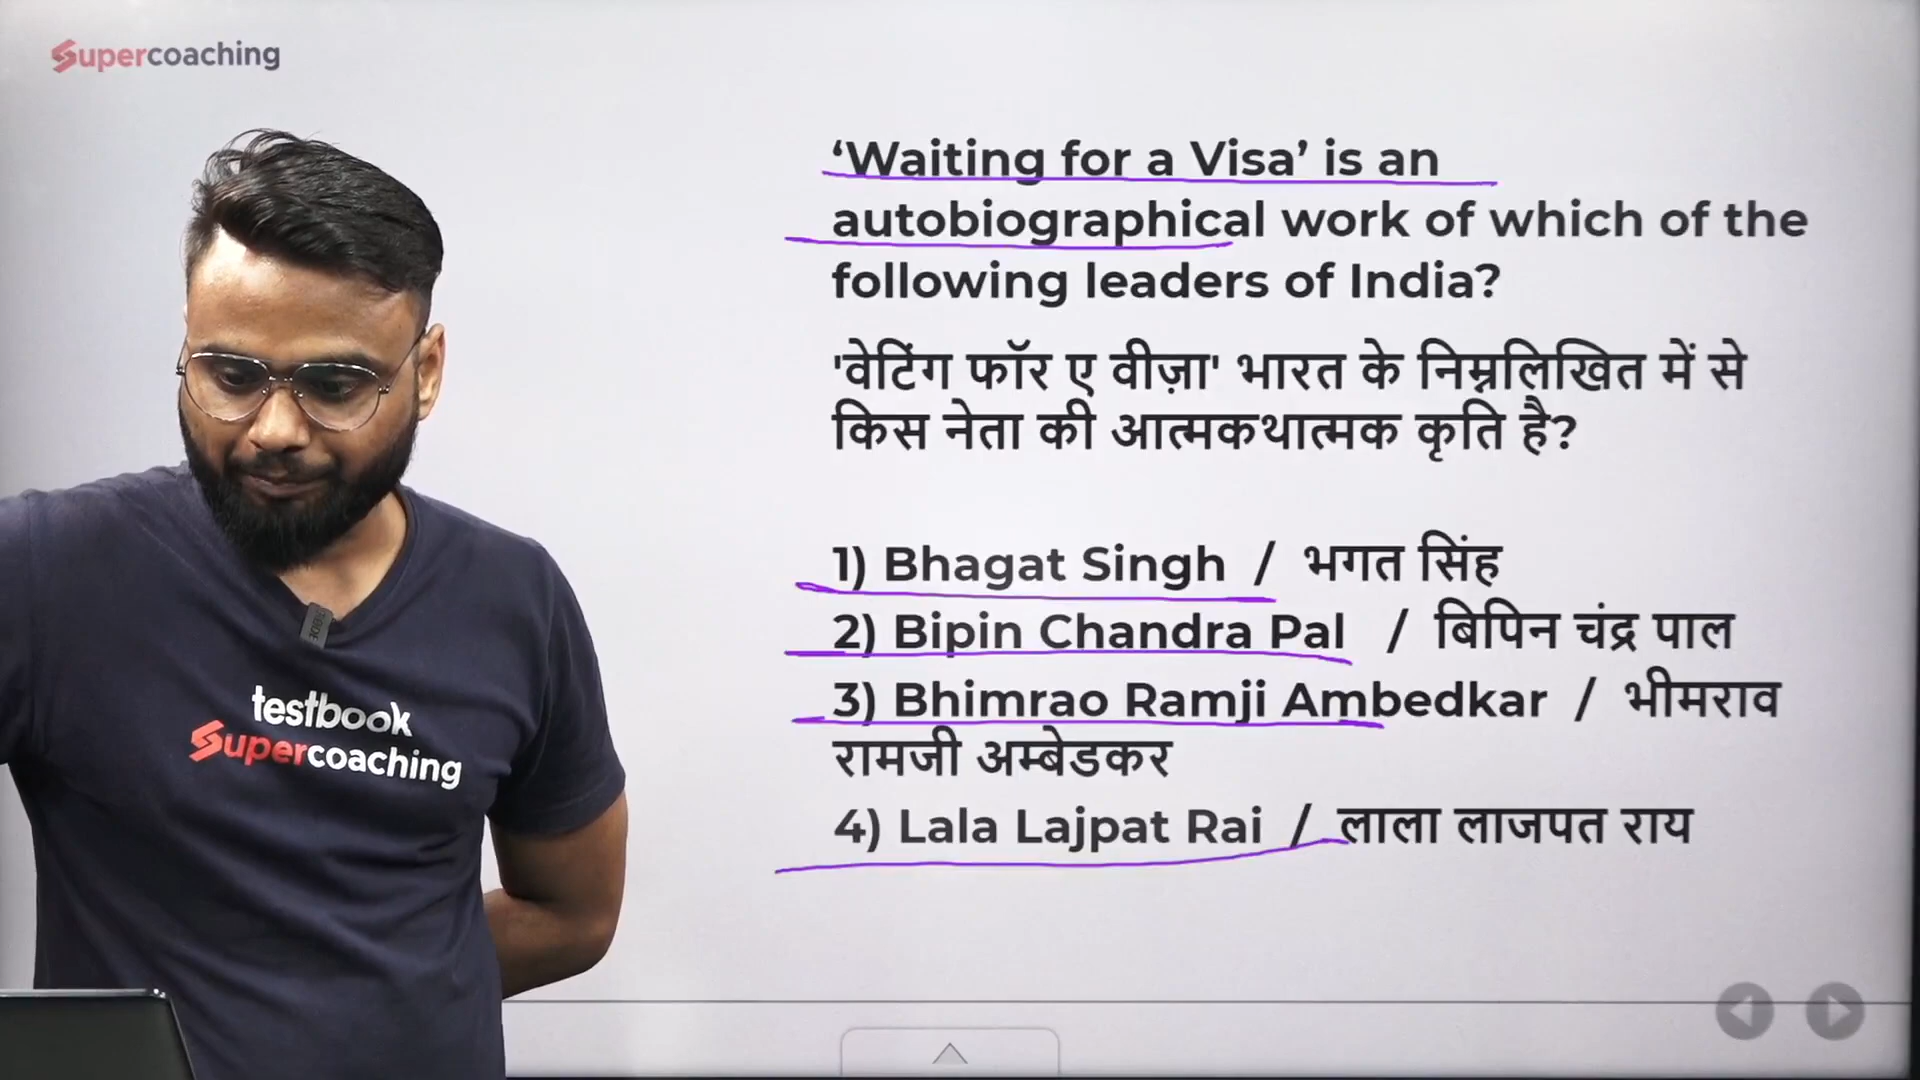 Supercoaching
‘Waiting for a Visa’ is an
autobiographical work of which of the
following leaders of India?
'वेटिंग फॉर ए वीज़ा' भारत के निम्नलिखित में से
किस नेता की आत्मकथात्मक कृति है?
1) Bhagat Singh / भगत सिंह
2) Bipin Chandra Pal / बिपिन चंद्र पाल
3) Bhimrao Ramji Ambedkar / भीमराव
रामजी अम्बेडकर
4) Lala Lajpat Rai / लाला लाजपत राय
testbook
Supercoaching